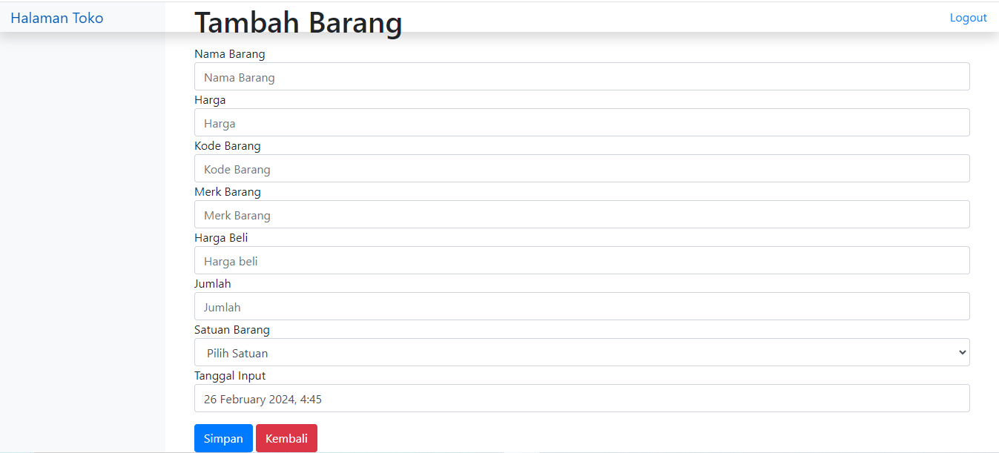 Halaman Toko
Tambah Barang
Logout
Nama Barang
Nama Barang
Harga
Harga
Kode Barang
Kode Barang
Merk Barang
Merk Barang
Harga Beli
Harga beli
Jumlah
Jumlah
Satuan Barang
Pilih Satuan
Tanggal Input
26 February 2024, 4:45
Simpan Kembali